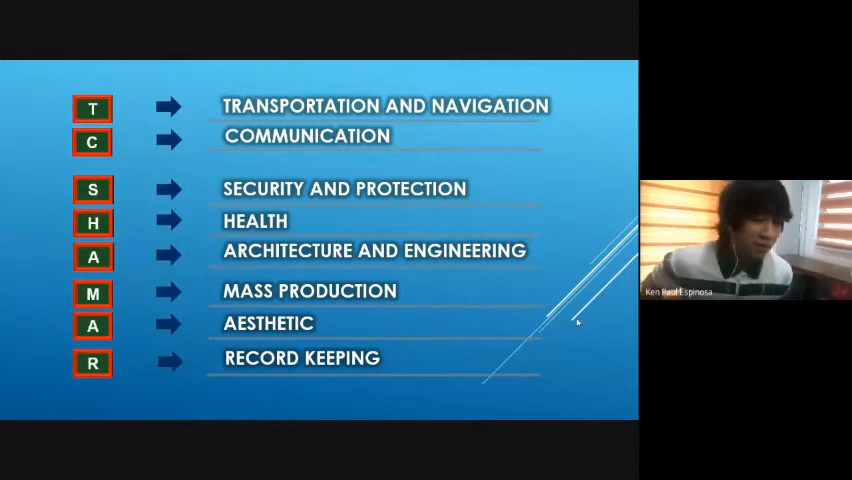 T TRANSPORTATION AND NAVIGATION
C COMMUNICATION
S SECURITY AND PROTECTION
H HEALTH
A ARCHITECTURE AND ENGINEERING
M MASS PRODUCTION
A AESTHETIC
R RECORD KEEPING
Ken Paul Espinosa